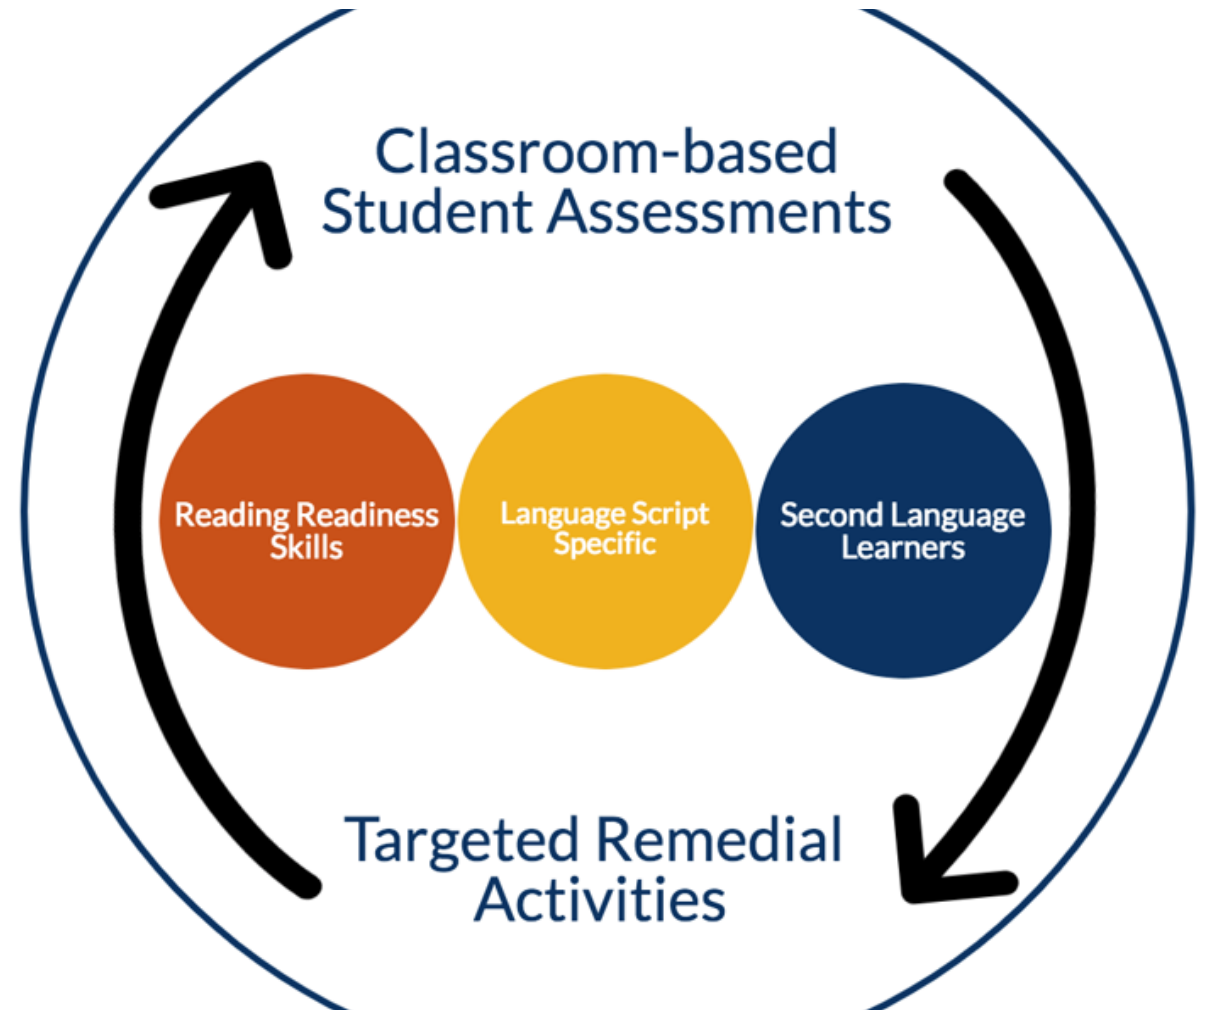 Classroom-based
Student Assessments
Reading Readiness
Skills
Language Script
Specific
Second Language
Learners
Targeted Remedial
Activities